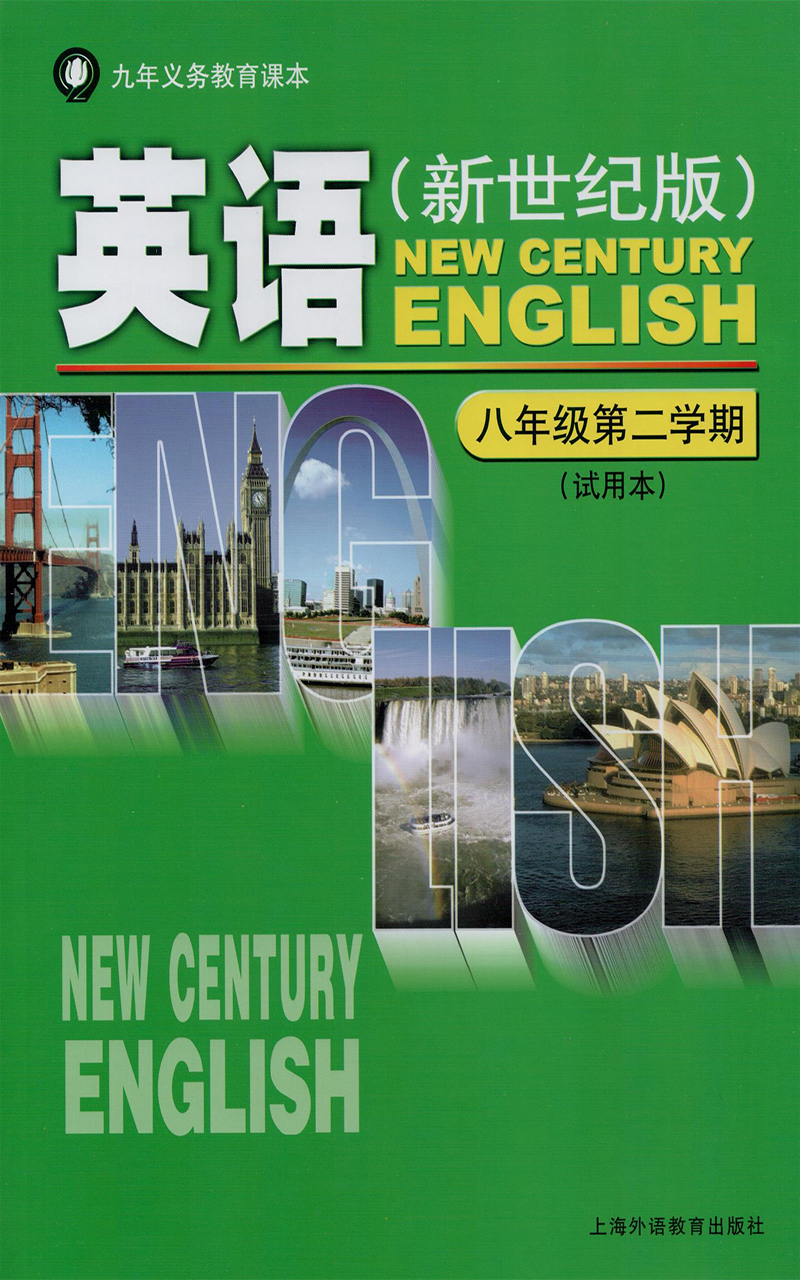 九年义务教育课本
英语
（新世纪版）
NEW CENTURY
ENGLISH
八年级第二学期
（试用本）
ENG
LISH
NEW CENTURY
ENGLISH
上海外语教育出版社